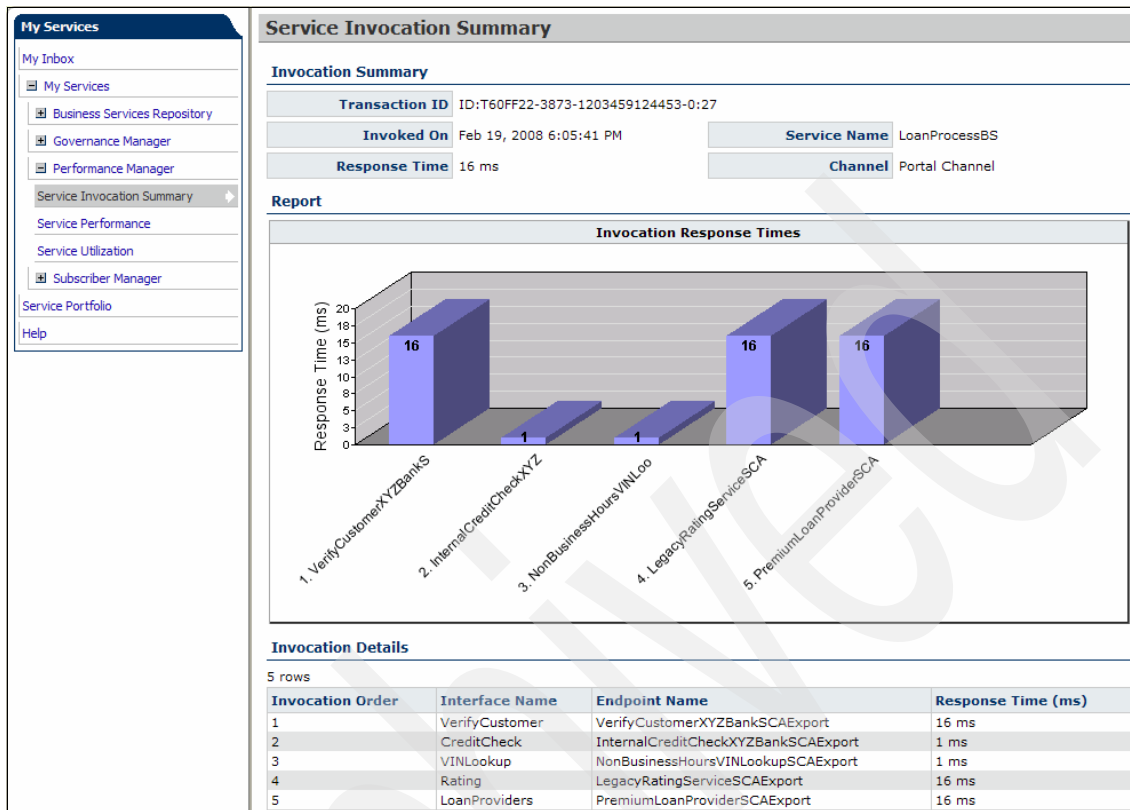 My Services
My Inbox
My Services
Business Services Repository
Governance Manager
Performance Manager
Service Invocation Summary
Service Performance
Service Utilization
Subscriber Manager
Service Portfolio
Help
Service Invocation Summary
Invocation Summary
Transaction ID ID:T60FF22-3873-1203459124453-0:27
Invoked On Feb 19, 2008 6:05:41 PM Service Name LoanProcessBS
Response Time 16 ms Channel Portal Channel
Report
Invocation Response Times
Response Time (ms)
20
18
15
13
10
8
5
3
0
16
1
1
16
16
1. VerifyCustomerXYZBankS
2. InternalCreditCheckXYZ
3. NonBusinessHoursVINLoo
4. LegacyRatingServiceSCA
5. PremiumLoanProviderSCA
Invocation Details
5 rows
Invocation Order Interface Name Endpoint Name Response Time (ms)
1 VerifyCustomer VerifyCustomerXYZBankSCAExport 16 ms
2 CreditCheck InternalCreditCheckXYZBankSCAExport 1 ms
3 VINLookup NonBusinessHoursVINLookupSCAExport 1 ms
4 Rating LegacyRatingServiceSCAExport 16 ms
5 LoanProviders PremiumLoanProviderSCAExport 16 ms
hived